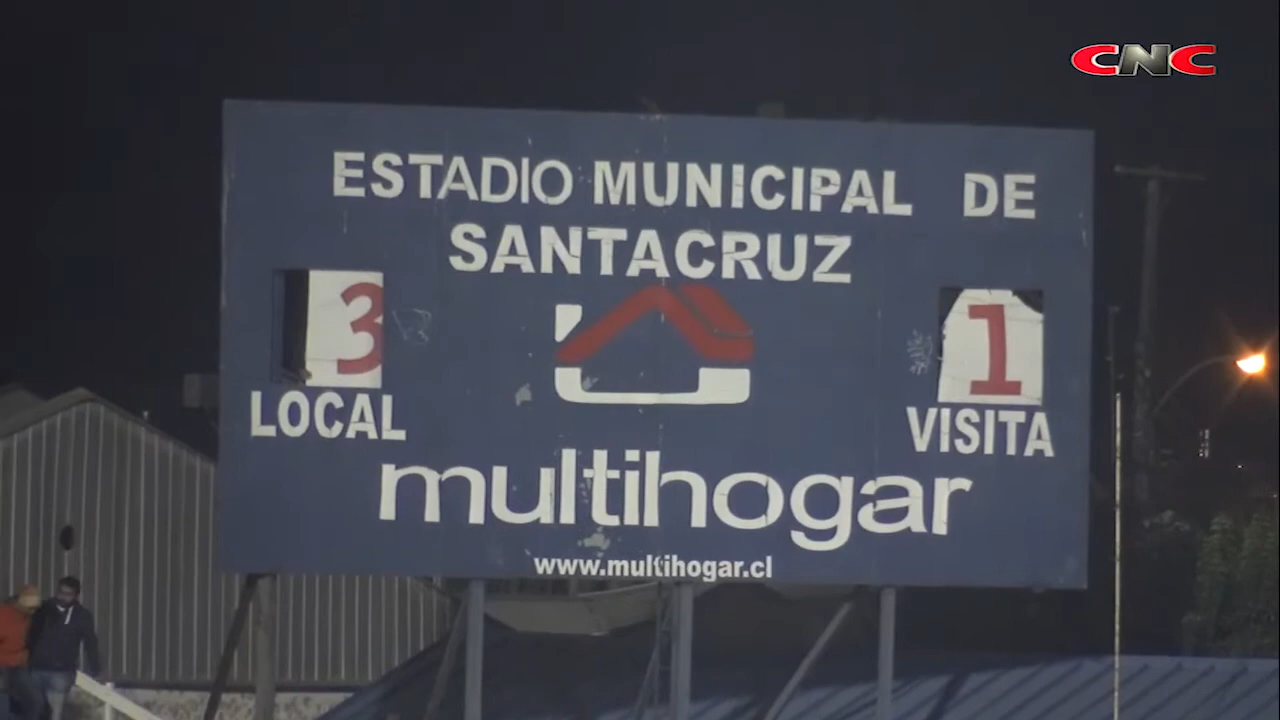 CNC
ESTADIO MUNICIPAL DE
SANTACRUZ
3
1
LOCAL
VISITA
multihogar
www.multihogar.cl